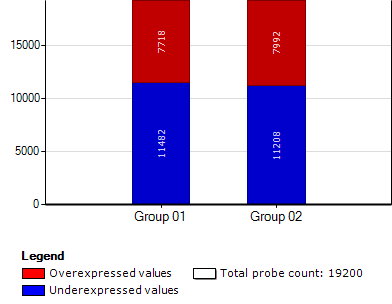 15000
7718
7992
10000
5000
11482
11208
0
Group 01 Group 02
Legend
Overexpressed values Total probe count: 19200
Underexpressed values